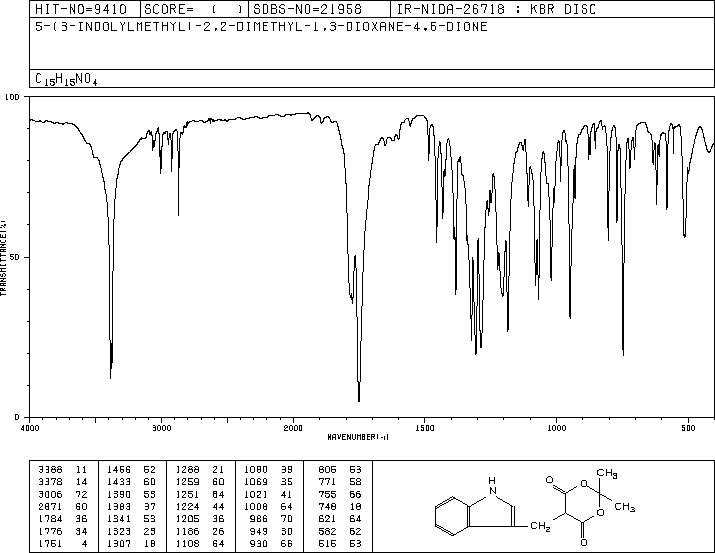 HIT-NO=9410 SCORE= ( ) SDBS-NO=21958 IR-NIDA-26718 : KBR DISC
5-(3-INDOLYLMETHYL)-2,2-DIMETHYL-1,3-DIOXANE-4,6-DIONE
C15H15NO4
100
50
0
TRANSMITTANCE(%)
4000 3000 2000 1500 1000 500
WAVENUMBER(-1)
3388 11 1456 52 1288 21 1080 39 805 53
3378 14 1433 60 1259 60 1069 35 771 58
3006 72 1390 55 1251 64 1021 41 755 66
2871 60 1383 37 1224 44 1008 64 748 18
1784 36 1341 53 1205 36 986 70 621 64
1776 34 1323 23 1186 26 949 30 582 62
1751 4 1307 18 1108 64 930 66 515 53
CH3
O O
H
N
CH3
O
CH2
O